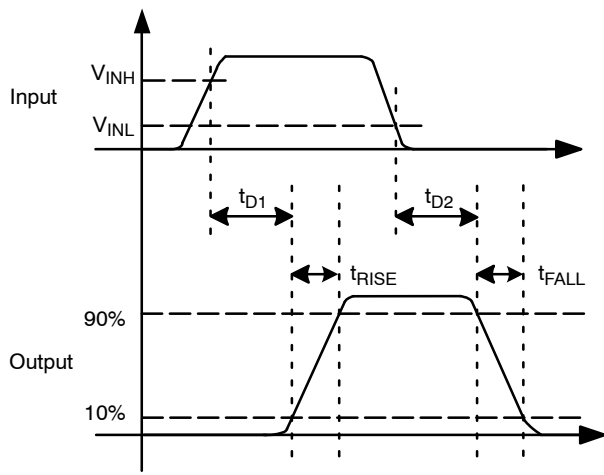 V_INH
Input
V_INL
t_D1
t_D2
t_RISE
t_FALL
90%
Output
10%